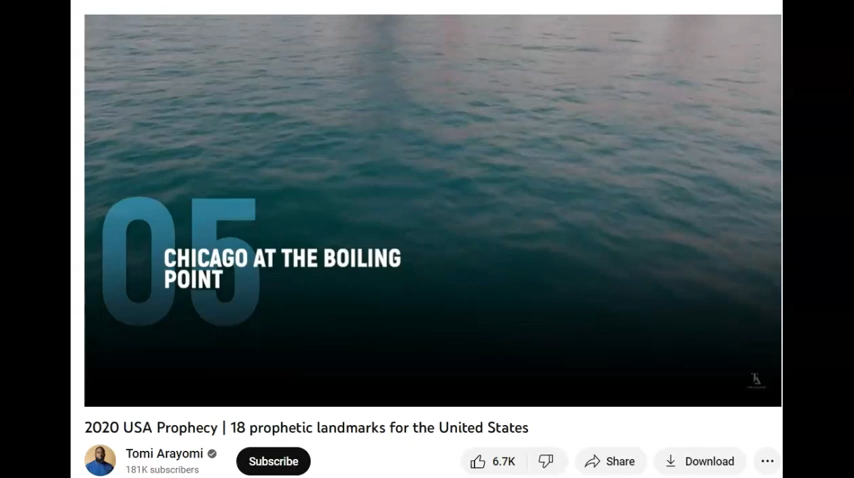 05
CHICAGO AT THE BOILING
POINT
2020 USA Prophecy | 18 prophetic landmarks for the United States
Tomi Arayomi
181K subscribers
Subscribe
6.7K
Share
Download